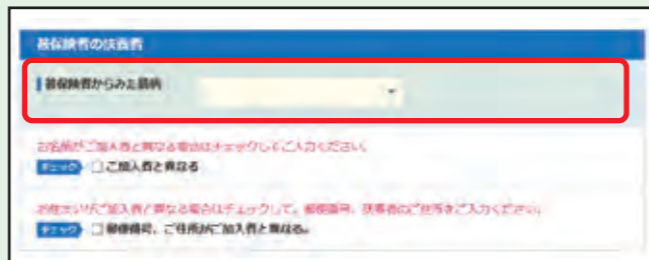 被保険者の扶養者
被保険者からみた続柄
お名前がご加入者と異なる場合はチェックしてご入力ください。
チェック □ご加入者と異なる
お住まいがご加入者と異なる場合はチェックして、郵便番号、扶養者のご住所をご入力ください。
チェック □郵便番号、ご住所がご加入者と異なる。